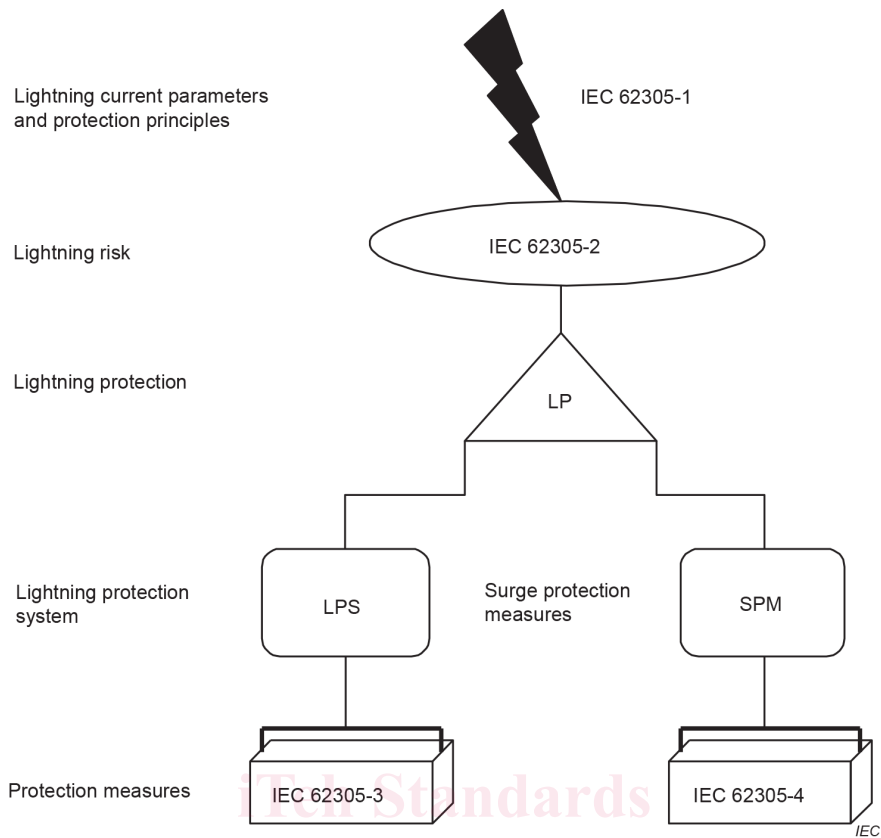 Lightning current parameters
and protection principles
IEC 62305-1
Lightning risk
IEC 62305-2
Lightning protection
LP
Lightning protection
system
LPS
Surge protection
measures
SPM
Protection measures
iTeh Standards
IEC 62305-3
IEC 62305-4
IEC